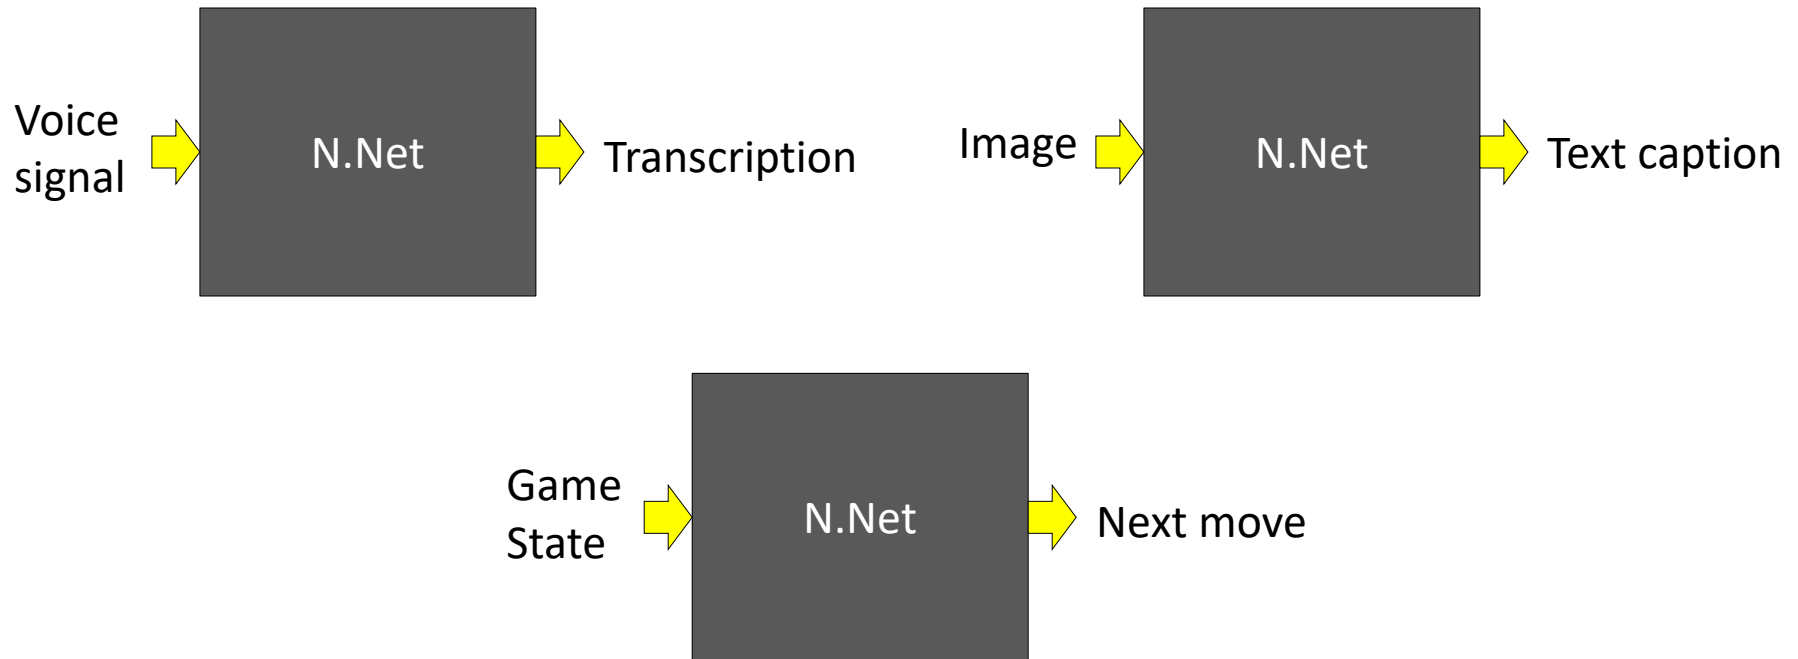 Voice
signal
N.Net
Transcription
Image
N.Net
Text caption
Game
State
N.Net
Next move